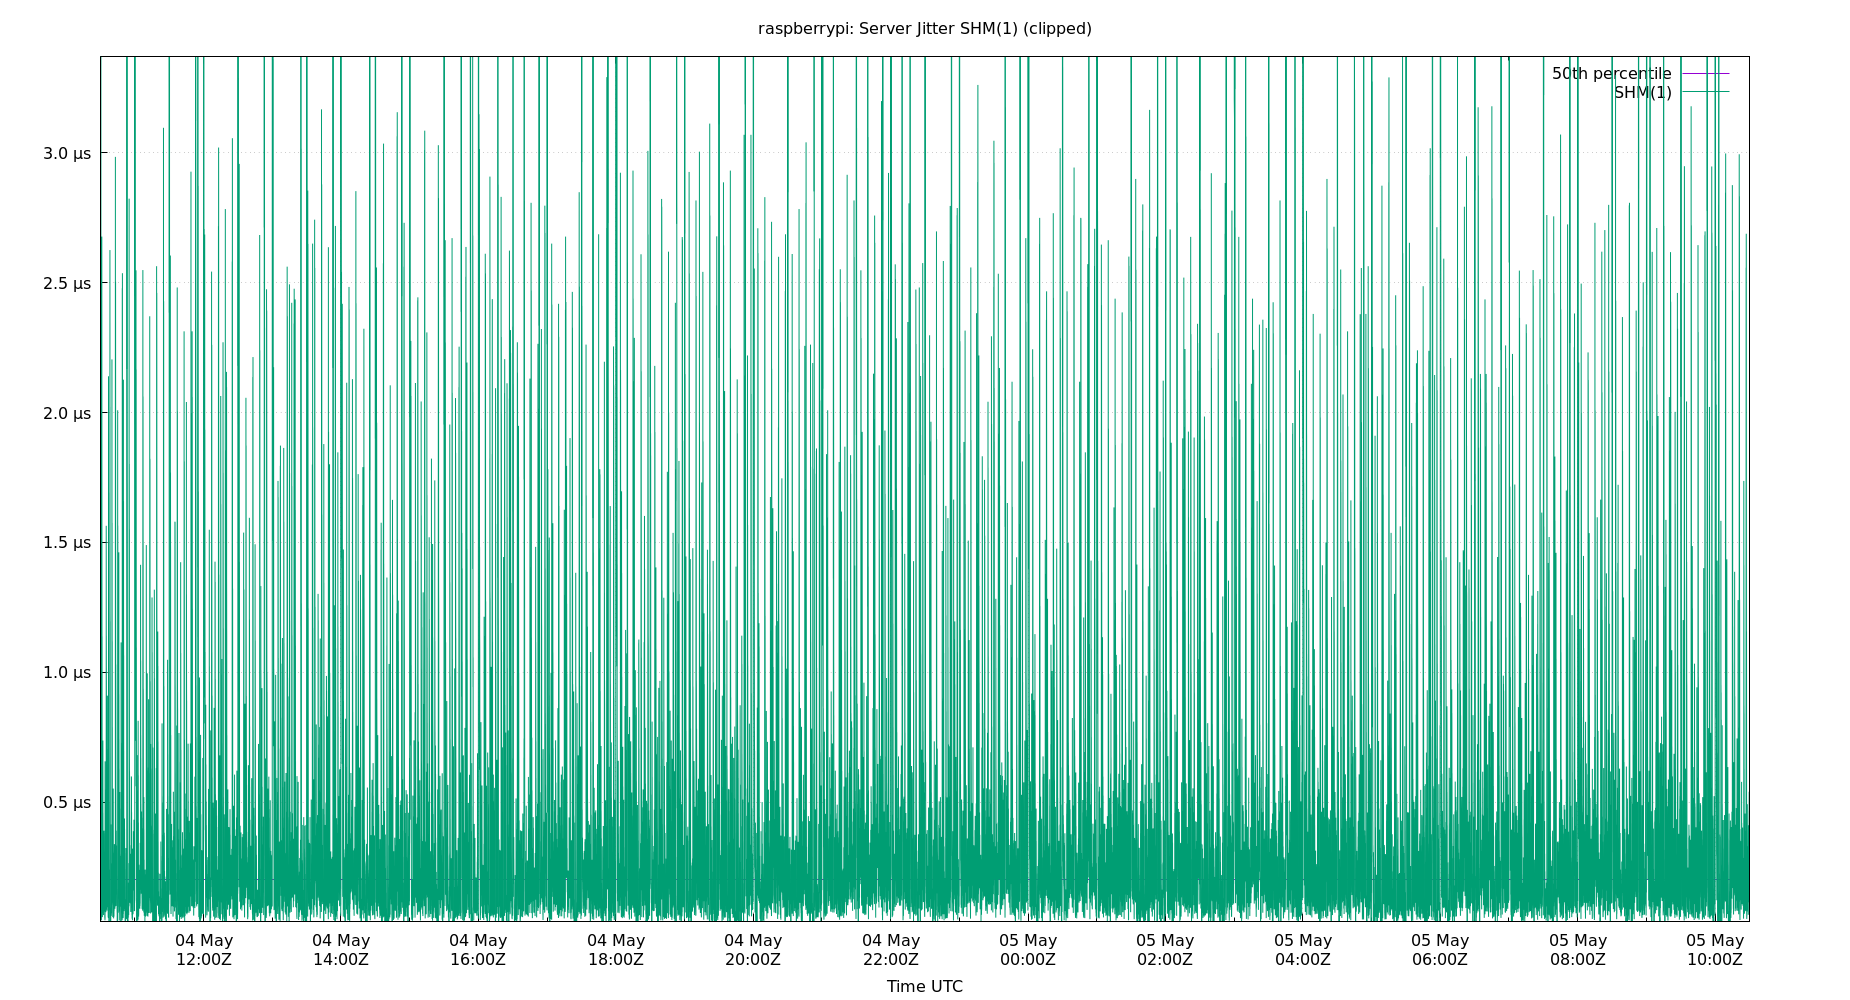 raspberrypi: Server Jitter SHM(1) (clipped)
50th percentile
SHM(1)
3.0 µs
2.5 µs
2.0 µs
1.5 µs
1.0 µs
0.5 µs
04 May 04 May 04 May 04 May 04 May 04 May 05 May 05 May 05 May 05 May 05 May 05 May
12:00Z 14:00Z 16:00Z 18:00Z 20:00Z 22:00Z 00:00Z 02:00Z 04:00Z 06:00Z 08:00Z 10:00Z
Time UTC